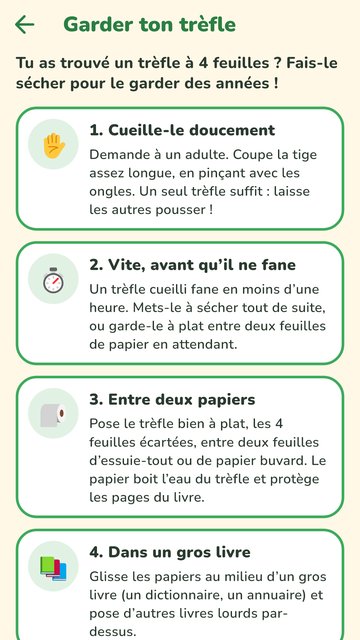 Garder ton trèfle
Tu as trouvé un trèfle à 4 feuilles ? Fais-le
sécher pour le garder des années !
1. Cueille-le doucement
Demande à un adulte. Coupe la tige
assez longue, en pinçant avec les
ongles. Un seul trèfle suffit : laisse
les autres pousser !
2. Vite, avant qu’il ne fane
Un trèfle cueilli fane en moins d’une
heure. Mets-le à sécher tout de suite,
ou garde-le à plat entre deux feuilles
de papier en attendant.
3. Entre deux papiers
Pose le trèfle bien à plat, les 4
feuilles écartées, entre deux feuilles
d’essuie-tout ou de papier buvard. Le
papier boit l’eau du trèfle et protège
les pages du livre.
4. Dans un gros livre
Glisse les papiers au milieu d’un gros
livre (un dictionnaire, un annuaire) et
pose d’autres livres lourds par-
dessus.